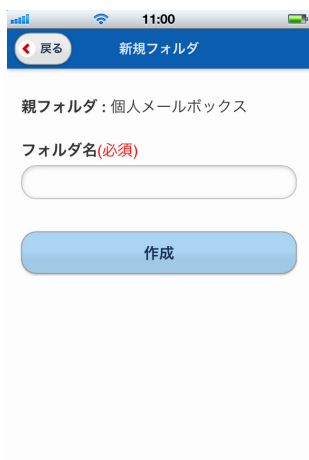 11:00
戻る
新規フォルダ
親フォルダ : 個人メールボックス
フォルダ名(必須)
作成